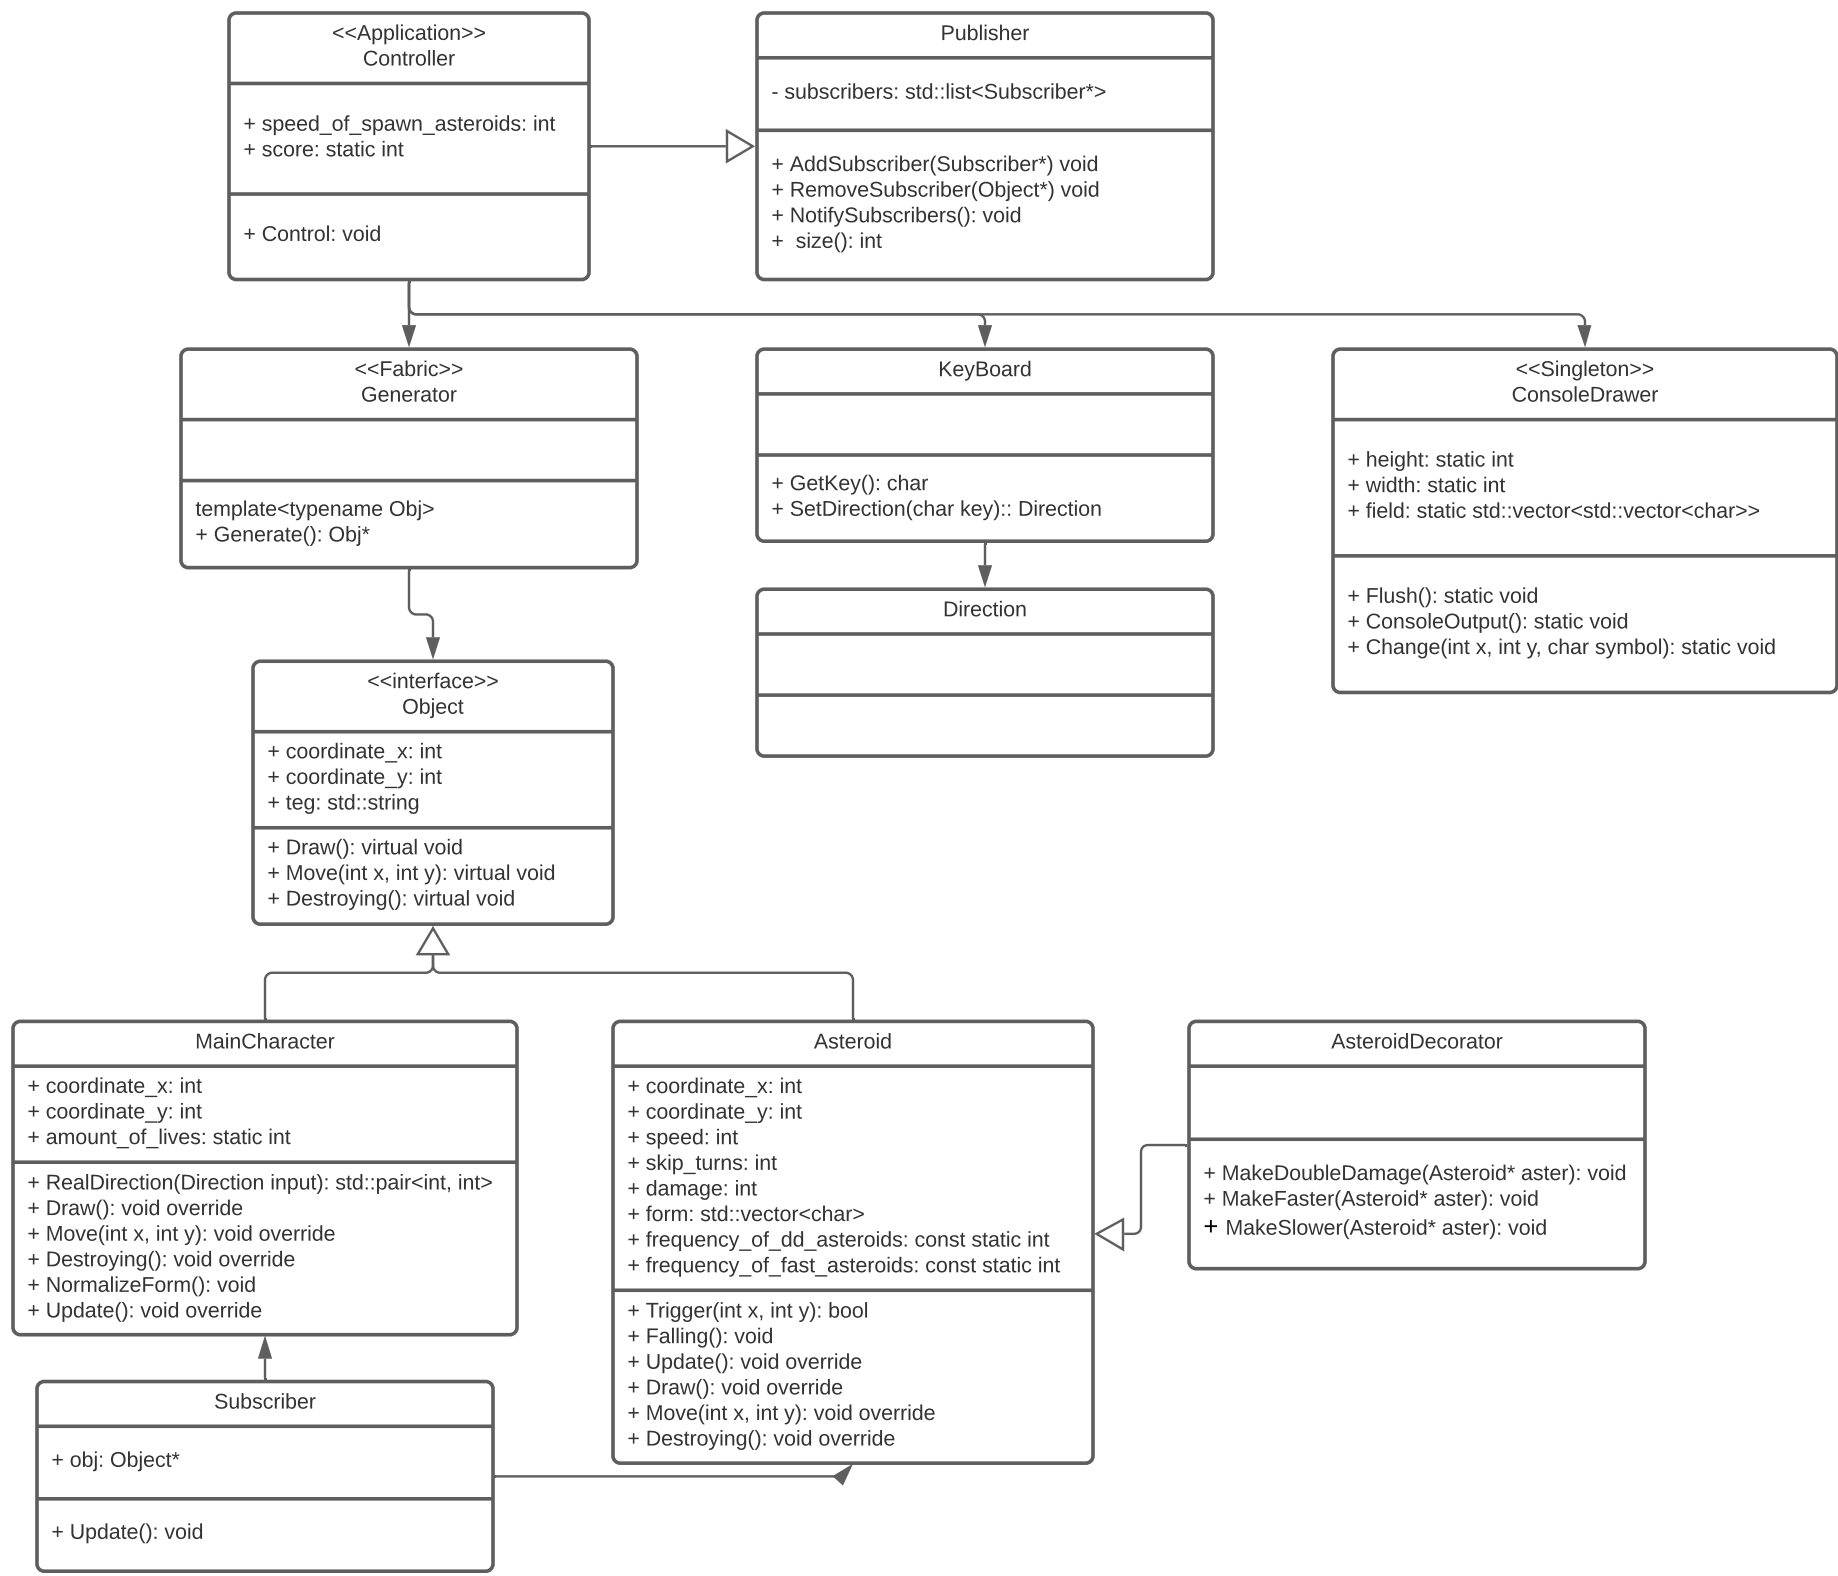 <<Application>>
Controller
+ speed_of_spawn_asteroids: int
+ score: static int
+ Control: void
Publisher
- subscribers: std::list<Subscriber*>
+ AddSubscriber(Subscriber*) void
+ RemoveSubscriber(Object*) void
+ NotifySubscribers(): void
+  size(): int
<<Fabric>>
Generator
template<typename Obj>
+ Generate(): Obj*
KeyBoard
+ GetKey(): char
+ SetDirection(char key):: Direction
<<Singleton>>
ConsoleDrawer
+ height: static int
+ width: static int
+ field: static std::vector<std::vector<char>>
+ Flush(): static void
+ ConsoleOutput(): static void
+ Change(int x, int y, char symbol): static void
Direction
<<interface>>
Object
+ coordinate_x: int
+ coordinate_y: int
+ teg: std::string
+ Draw(): virtual void
+ Move(int x, int y): virtual void
+ Destroying(): virtual void
MainCharacter
+ coordinate_x: int
+ coordinate_y: int
+ amount_of_lives: static int
+ RealDirection(Direction input): std::pair<int, int>
+ Draw(): void override
+ Move(int x, int y): void override
+ Destroying(): void override
+ NormalizeForm(): void
+ Update(): void override
Asteroid
+ coordinate_x: int
+ coordinate_y: int
+ speed: int
+ skip_turns: int
+ damage: int
+ form: std::vector<char>
+ frequency_of_dd_asteroids: const static int
+ frequency_of_fast_asteroids: const static int
+ Trigger(int x, int y): bool
+ Falling(): void
+ Update(): void override
+ Draw(): void override
+ Move(int x, int y): void override
+ Destroying(): void override
AsteroidDecorator
+ MakeDoubleDamage(Asteroid* aster): void
+ MakeFaster(Asteroid* aster): void
+ MakeSlower(Asteroid* aster): void
Subscriber
+ obj: Object*
+ Update(): void